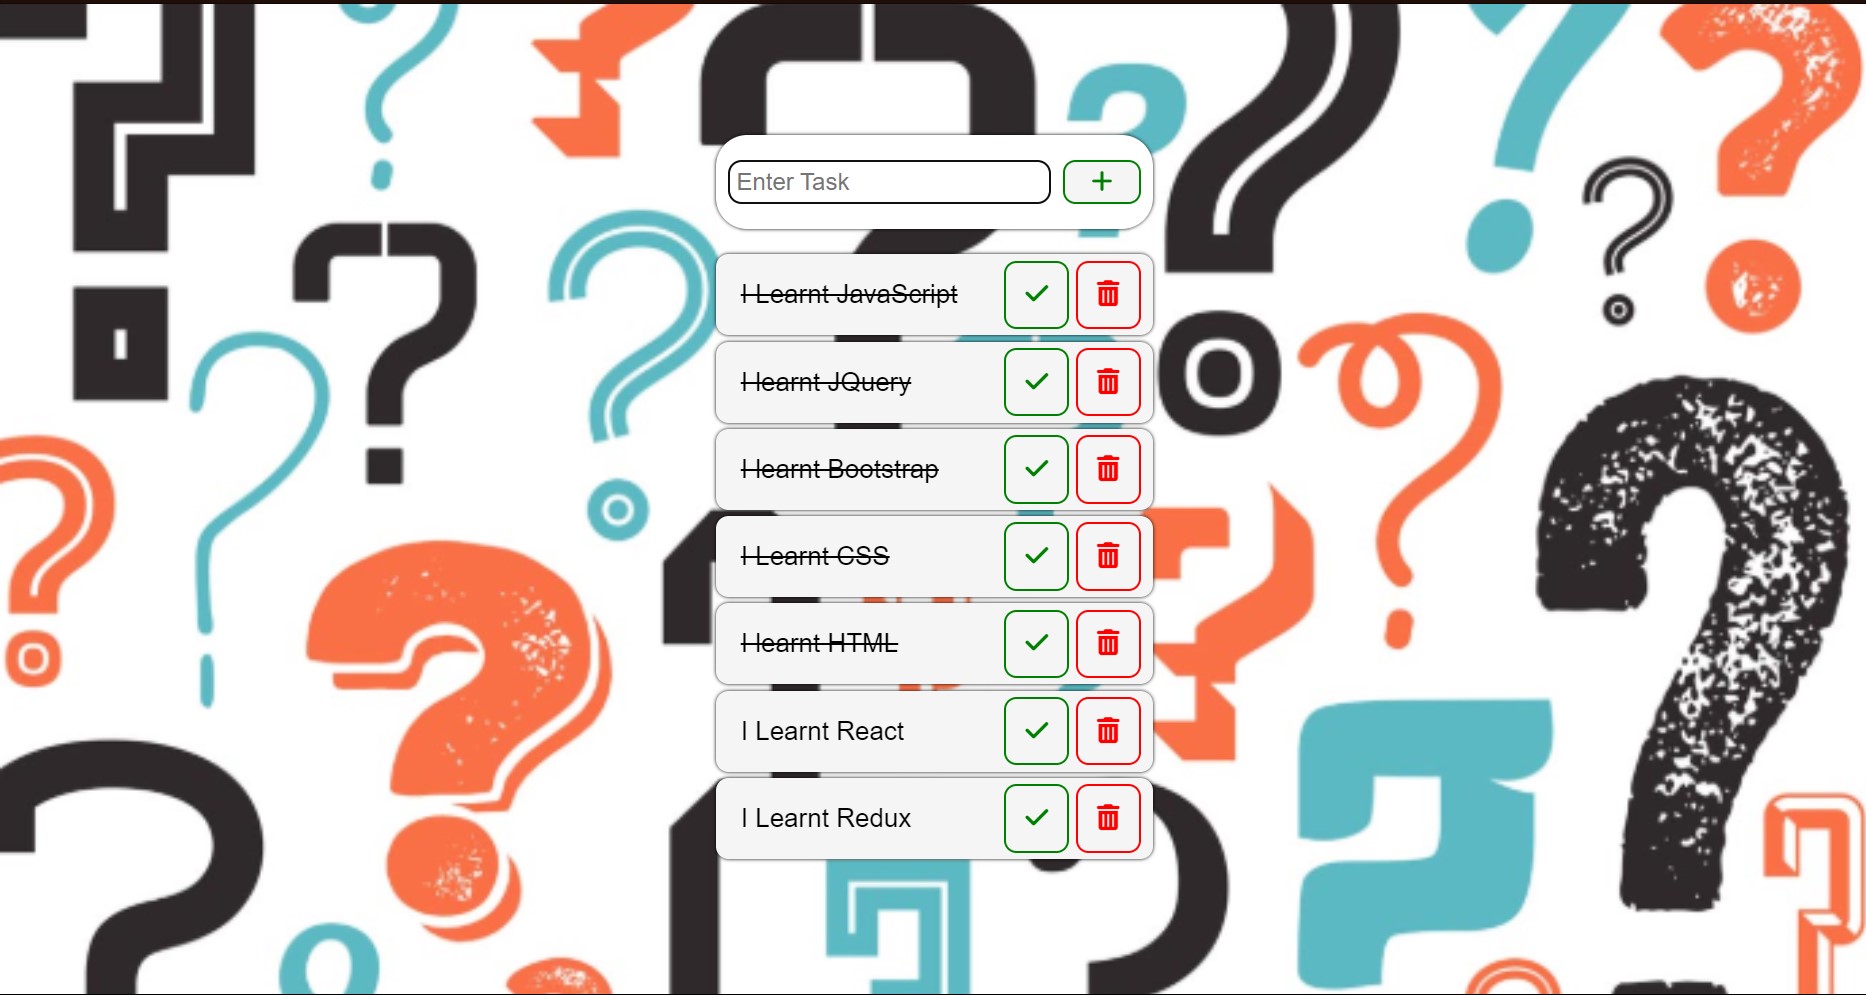 Enter Task
I Learnt JavaScript
I learnt JQuery
I learnt Bootstrap
I Learnt CSS
I learnt HTML
I Learnt React
I Learnt Redux